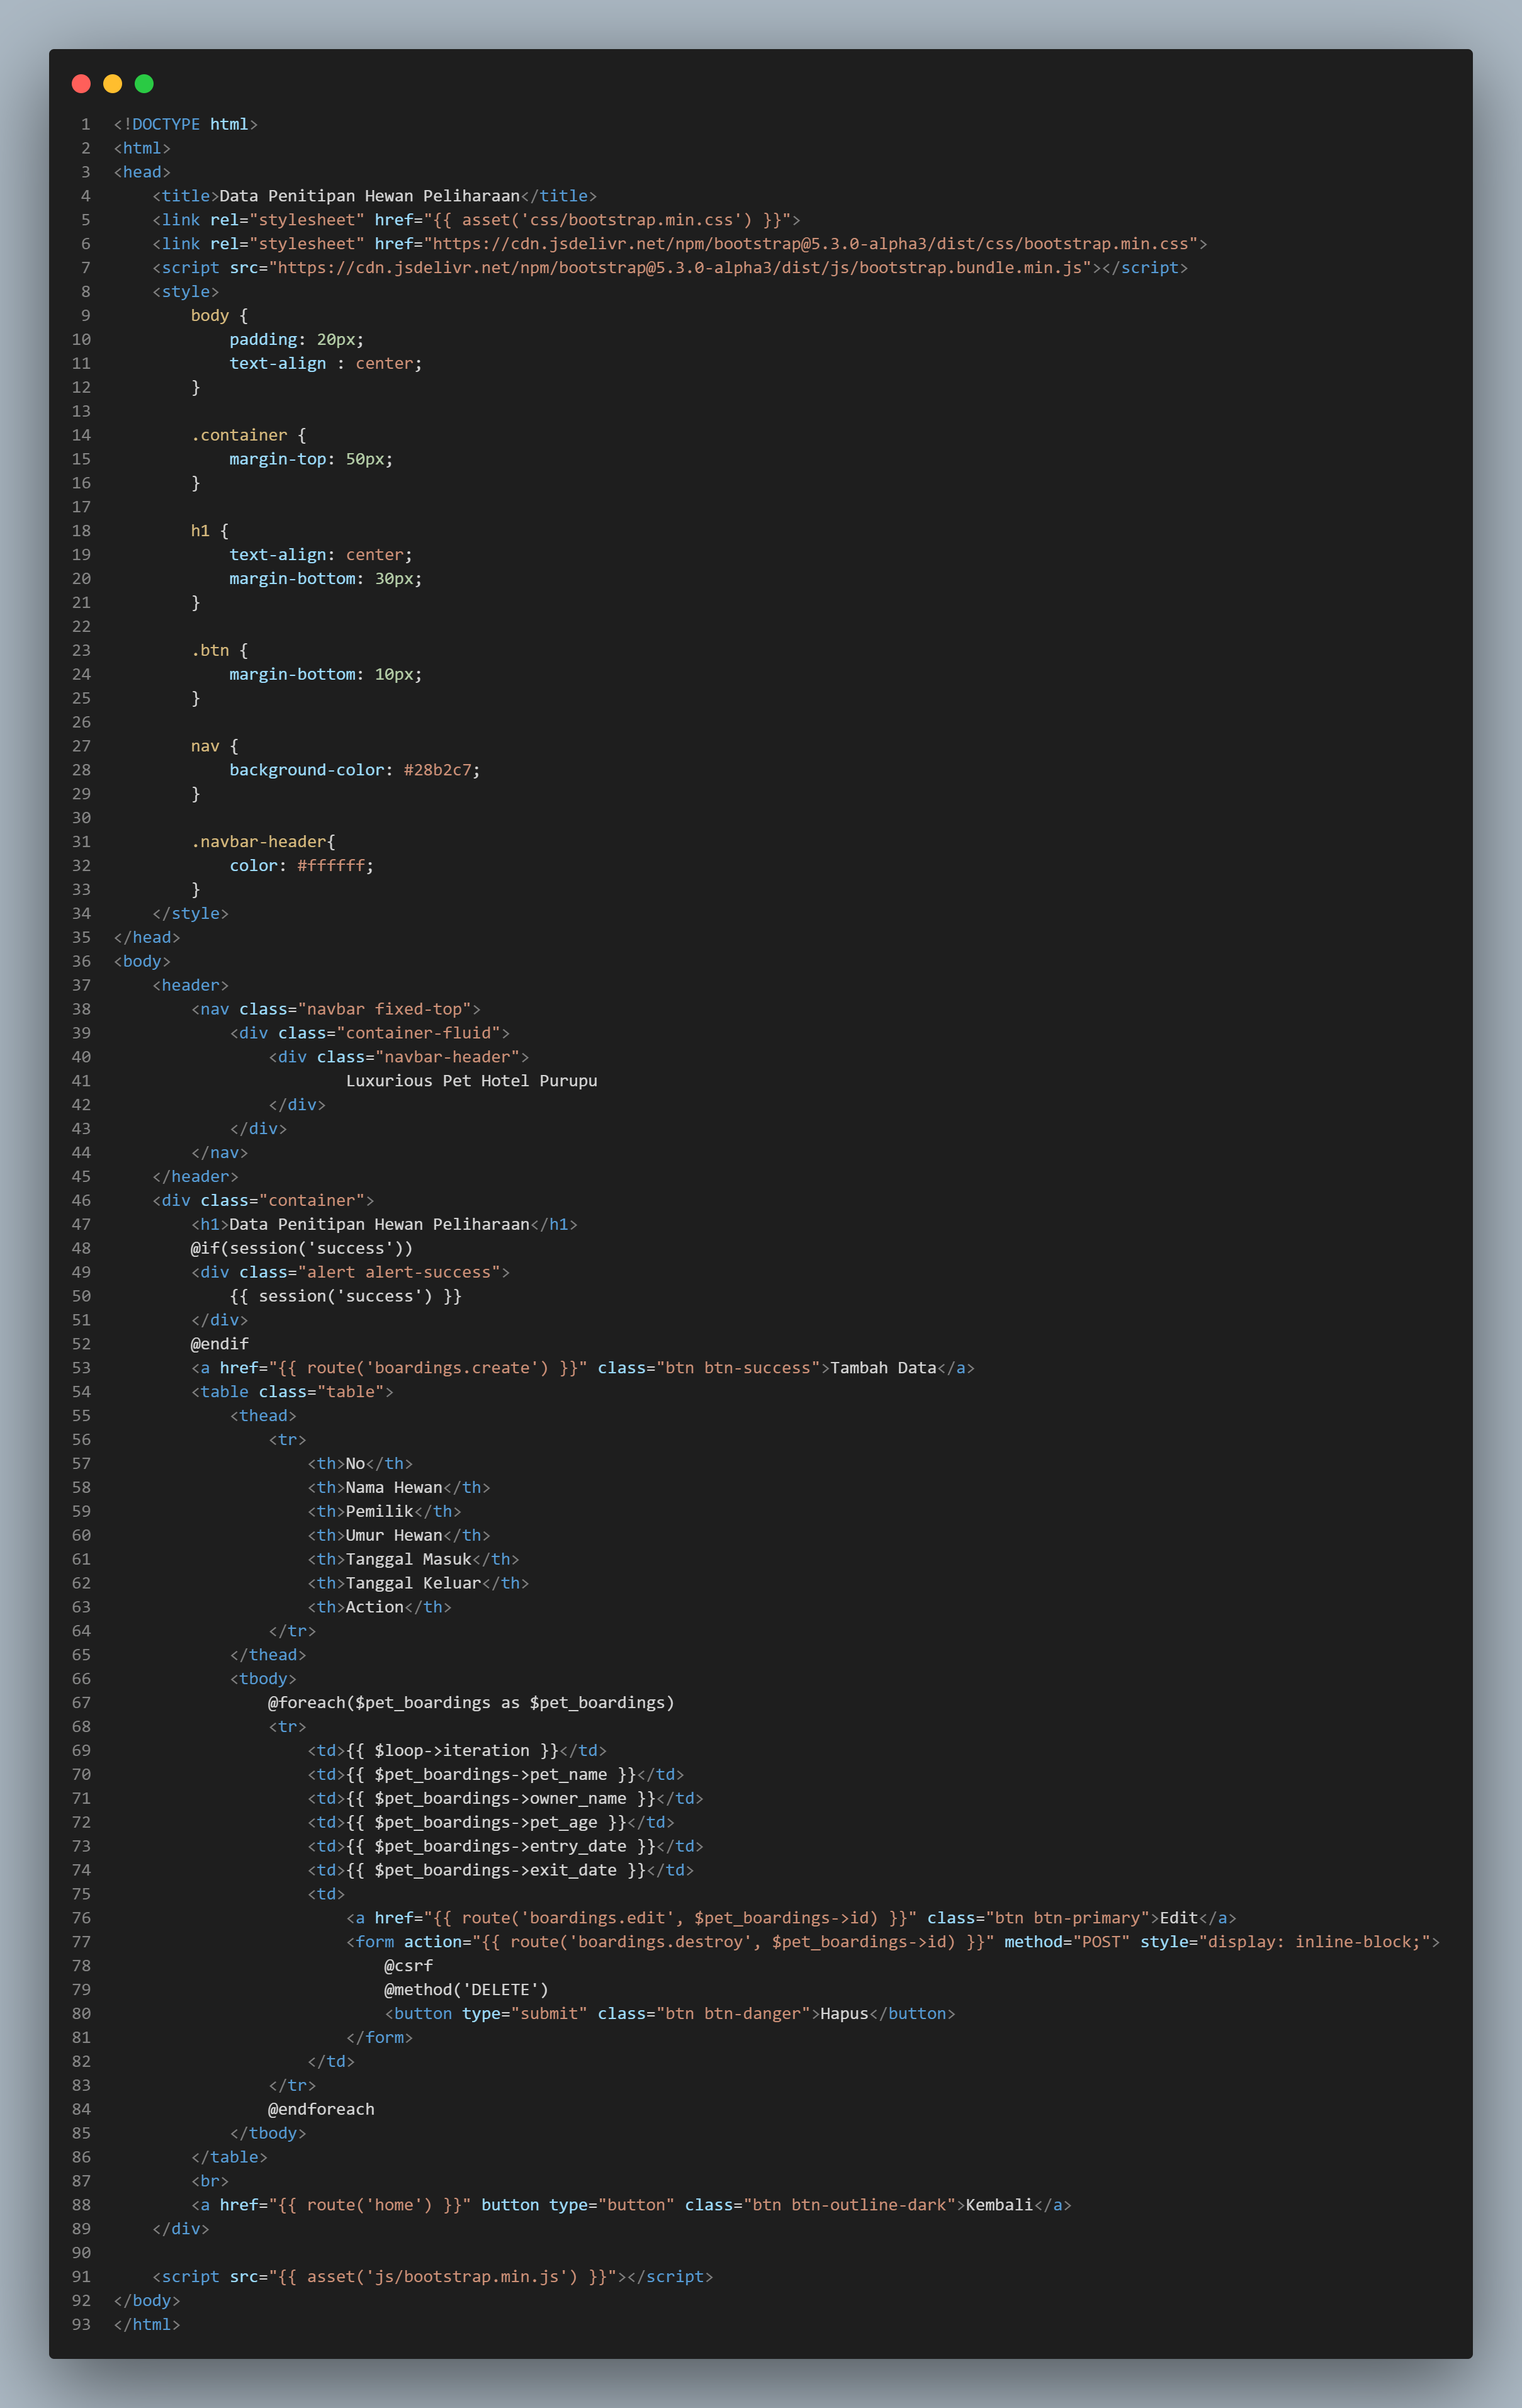 1 <!DOCTYPE html>
2 <html>
3 <head>
4     <title>Data Penitipan Hewan Peliharaan</title>
5     <link rel="stylesheet" href="{{ asset('css/bootstrap.min.css') }}">
6     <link rel="stylesheet" href="https://cdn.jsdelivr.net/npm/bootstrap@5.3.0-alpha3/dist/css/bootstrap.min.css">
7     <script src="https://cdn.jsdelivr.net/npm/bootstrap@5.3.0-alpha3/dist/js/bootstrap.bundle.min.js"></script>
8     <style>
9         body {
10             padding: 20px;
11             text-align : center;
12         }
13
14         .container {
15             margin-top: 50px;
16         }
17
18         h1 {
19             text-align: center;
20             margin-bottom: 30px;
21         }
22
23         .btn {
24             margin-bottom: 10px;
25         }
26
27         nav {
28             background-color: #28b2c7;
29         }
30
31         .navbar-header{
32             color: #ffffff;
33         }
34     </style>
35 </head>
36 <body>
37     <header>
38         <nav class="navbar fixed-top">
39             <div class="container-fluid">
40                 <div class="navbar-header">
41                         Luxurious Pet Hotel Purupu
42                 </div>
43             </div>
44         </nav>
45     </header>
46     <div class="container">
47         <h1>Data Penitipan Hewan Peliharaan</h1>
48         @if(session('success'))
49         <div class="alert alert-success">
50             {{ session('success') }}
51         </div>
52         @endif
53         <a href="{{ route('boardings.create') }}" class="btn btn-success">Tambah Data</a>
54         <table class="table">
55             <thead>
56                 <tr>
57                     <th>No</th>
58                     <th>Nama Hewan</th>
59                     <th>Pemilik</th>
60                     <th>Umur Hewan</th>
61                     <th>Tanggal Masuk</th>
62                     <th>Tanggal Keluar</th>
63                     <th>Action</th>
64                 </tr>
65             </thead>
66             <tbody>
67                 @foreach($pet_boardings as $pet_boardings)
68                 <tr>
69                     <td>{{ $loop->iteration }}</td>
70                     <td>{{ $pet_boardings->pet_name }}</td>
71                     <td>{{ $pet_boardings->owner_name }}</td>
72                     <td>{{ $pet_boardings->pet_age }}</td>
73                     <td>{{ $pet_boardings->entry_date }}</td>
74                     <td>{{ $pet_boardings->exit_date }}</td>
75                     <td>
76                         <a href="{{ route('boardings.edit', $pet_boardings->id) }}" class="btn btn-primary">Edit</a>
77                         <form action="{{ route('boardings.destroy', $pet_boardings->id) }}" method="POST" style="display: inline-block;">
78                             @csrf
79                             @method('DELETE')
80                             <button type="submit" class="btn btn-danger">Hapus</button>
81                         </form>
82                     </td>
83                 </tr>
84                 @endforeach
85             </tbody>
86         </table>
87         <br>
88         <a href="{{ route('home') }}" button type="button" class="btn btn-outline-dark">Kembali</a>
89     </div>
90
91     <script src="{{ asset('js/bootstrap.min.js') }}"></script>
92 </body>
93 </html>